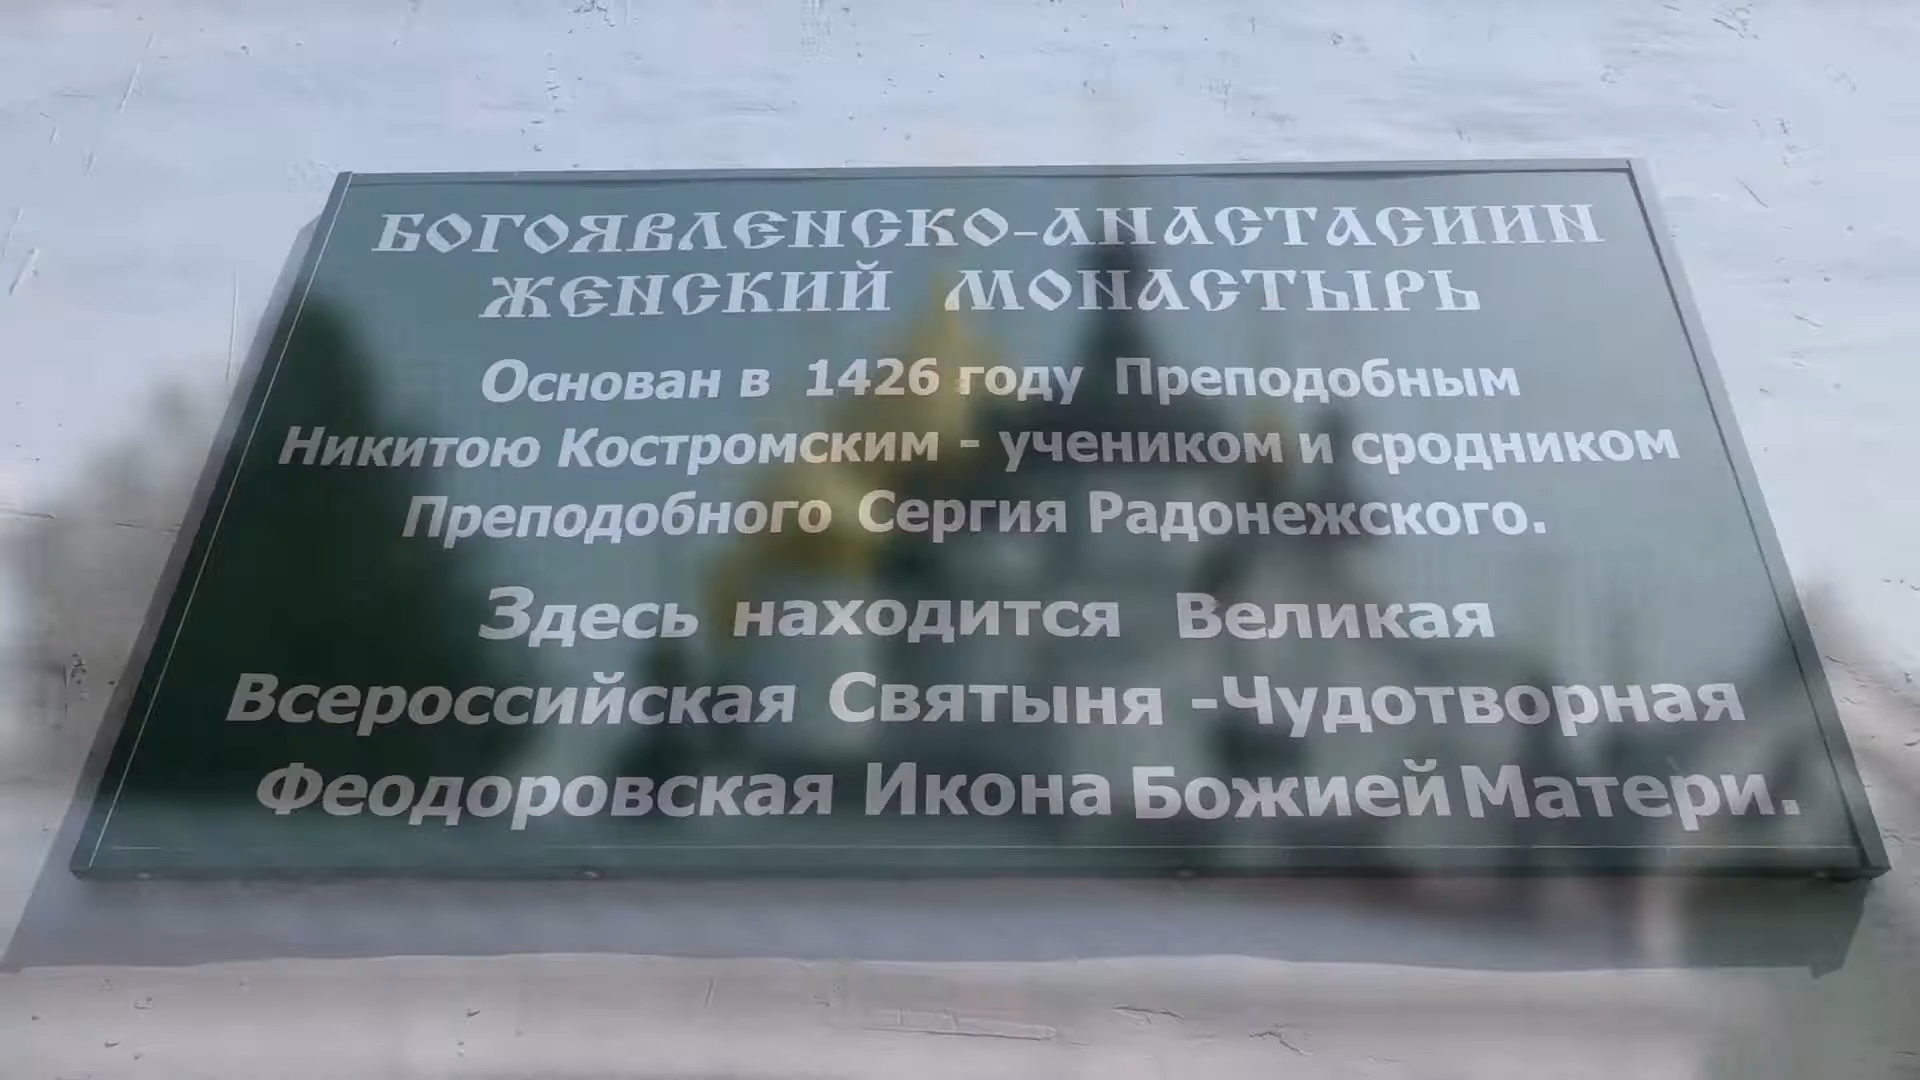 БОГОЯВЛЕНСКО-АНАСТАСИИН
ЖЕНСКИЙ МОНАСТЫРЬ
Основан в 1426 году Преподобным
Никитою Костромским - учеником и сродником
Преподобного Сергия Радонежского.
Здесь находится Великая
Всероссийская Святыня -Чудотворная
Феодоровская Икона Божией Матери.